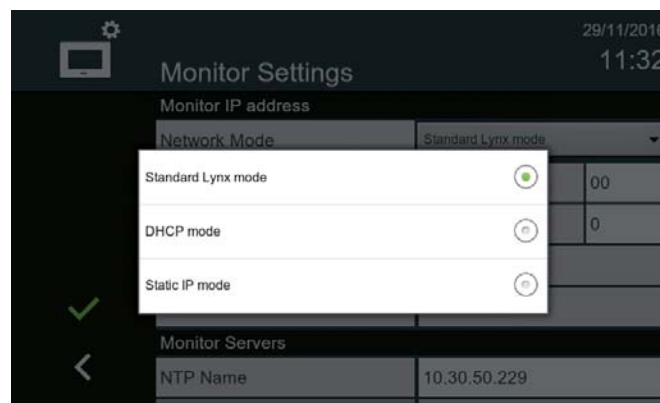 29/11/2016
11:32
Monitor Settings
Monitor IP address
Network Mode Standard Lynx mode
Standard Lynx mode
00
DHCP mode
0
Static IP mode
Monitor Servers
NTP Name 10.30.50.229